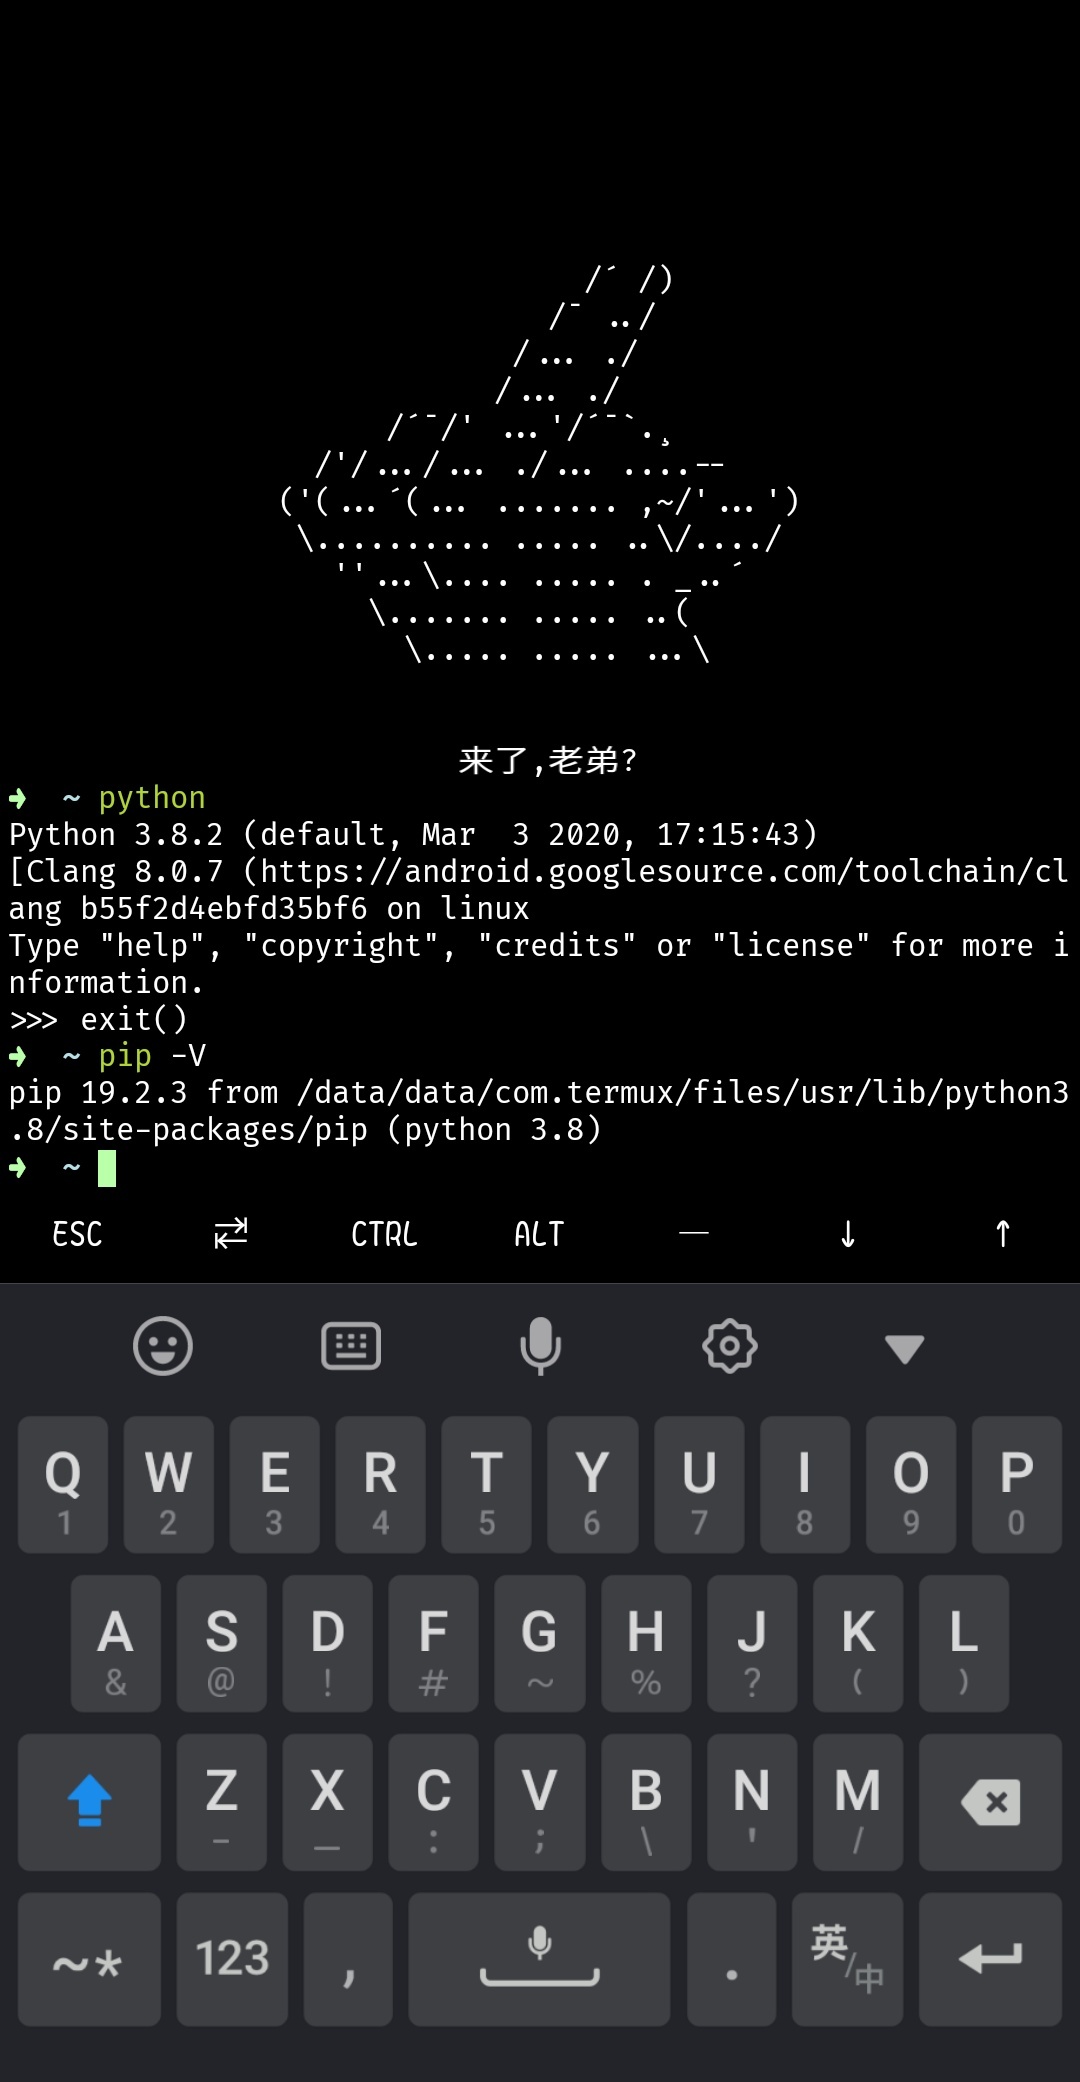 /´ /)
                              /¯  ../
                            /...  ./
                           /...  ./
                     /´¯/'  ...'/´¯`.¸
                 /'/.../...  ./...  ....--
               ('(...´(...  ....... ,~/'...')
                \.......... .....  ..\/..../
                  ''...\.... ..... . _..´
                    \....... .....  ..(
                      \..... .....  ...\
来了,老弟?
➜  ~ python
Python 3.8.2 (default, Mar  3 2020, 17:15:43)
[Clang 8.0.7 (https://android.googlesource.com/toolchain/cl
ang b55f2d4ebfd35bf6 on linux
Type "help", "copyright", "credits" or "license" for more i
nformation.
>>> exit()
➜  ~ pip -V
pip 19.2.3 from /data/data/com.termux/files/usr/lib/python3
.8/site-packages/pip (python 3.8)
➜  ~
ESC ⇄ CTRL ALT — ↓ ↑
Q W E R T Y U I O P
1 2 3 4 5 6 7 8 9 0
A S D F G H J K L
& @ ! # ~ % ? ( )
Z X C V B N M
- _ : ; \ ' /
~* 123 , . 英/中